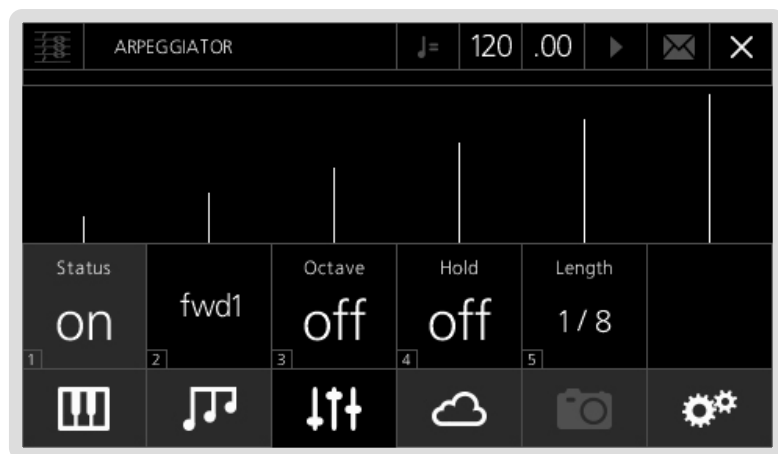 ARPEGGIATOR = 120 .00
Status Octave Hold Length
on fwd1 off off 1/8
1 2 3 4 5